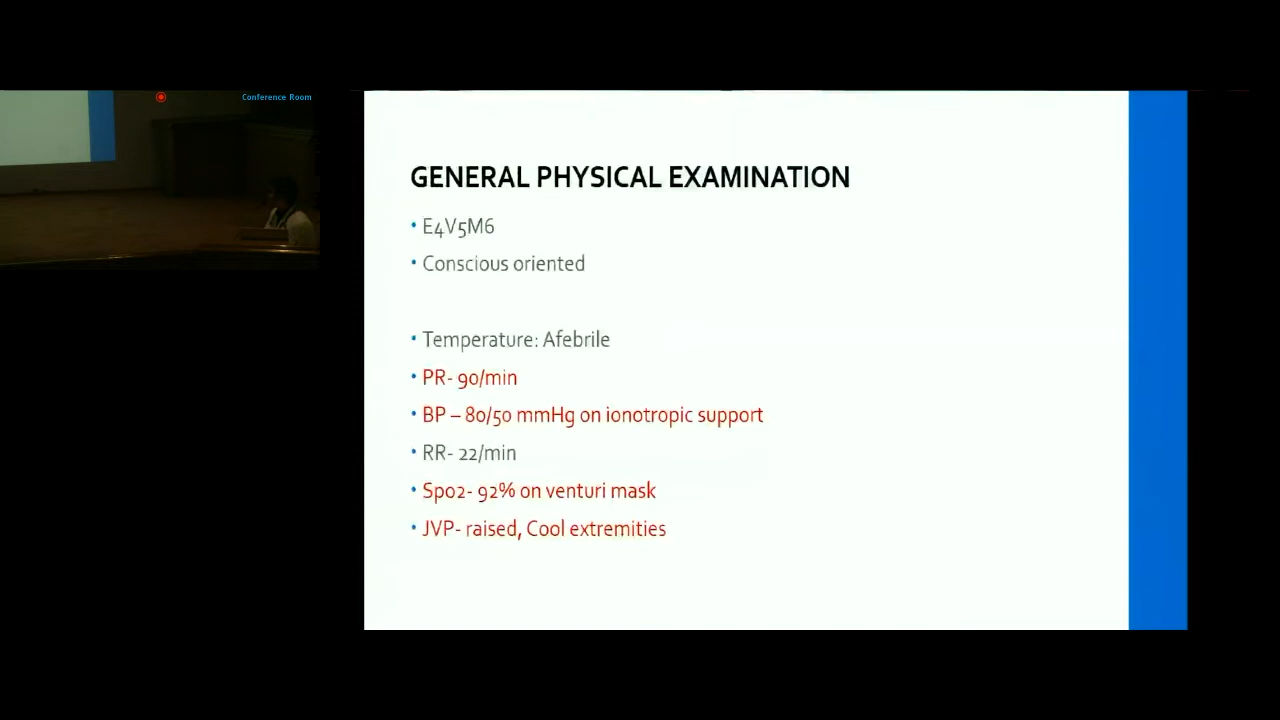 Conference Room
GENERAL PHYSICAL EXAMINATION
• E4V5M6
• Conscious oriented
• Temperature: Afebrile
• PR- 90/min
• BP – 80/50 mmHg on ionotropic support
• RR- 22/min
• Spo2- 92% on venturi mask
• JVP- raised, Cool extremities